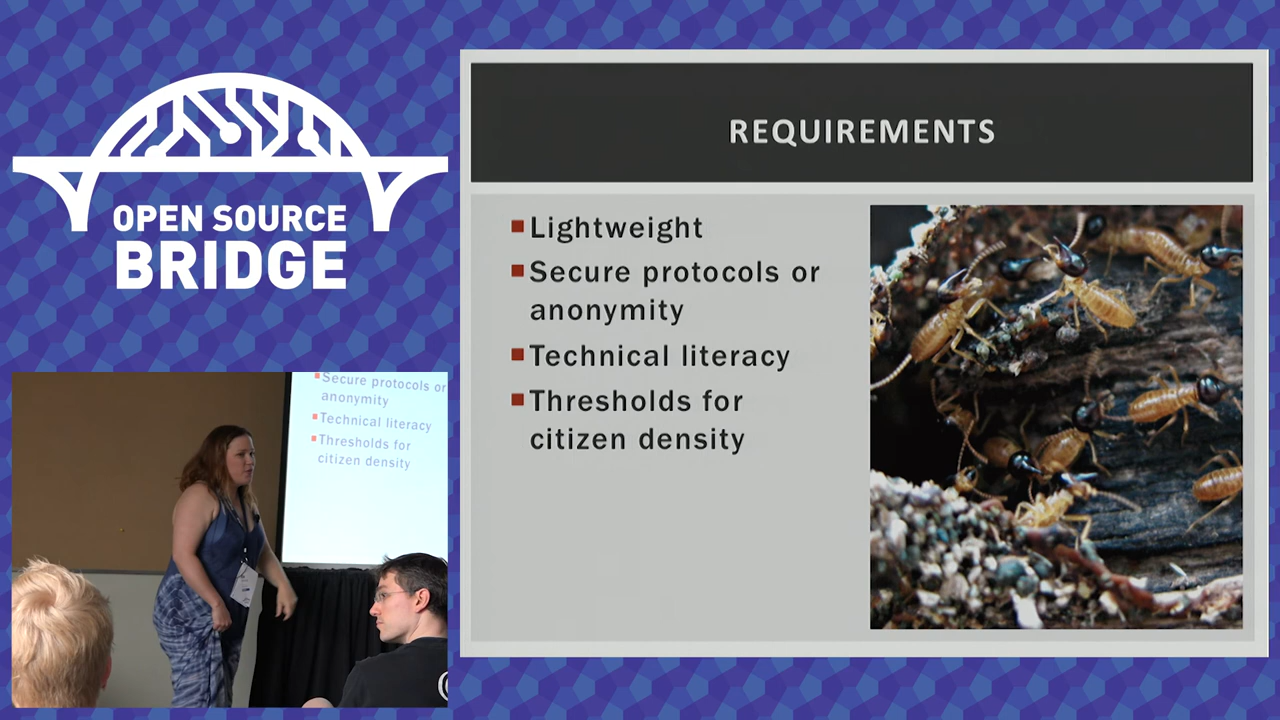 OPEN SOURCE
BRIDGE
REQUIREMENTS
Lightweight
Secure protocols or
anonymity
Technical literacy
Thresholds for
citizen density
Secure protocols or
anonymity
Technical literacy
Thresholds for
citizen density